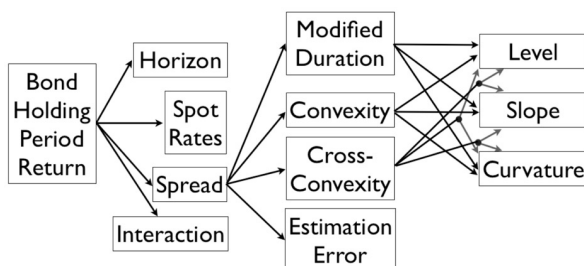 Bond
Holding
Period
Return
Horizon
Spot
Rates
Spread
Interaction
Modified
Duration
Convexity
Cross-
Convexity
Estimation
Error
Level
Slope
Curvature